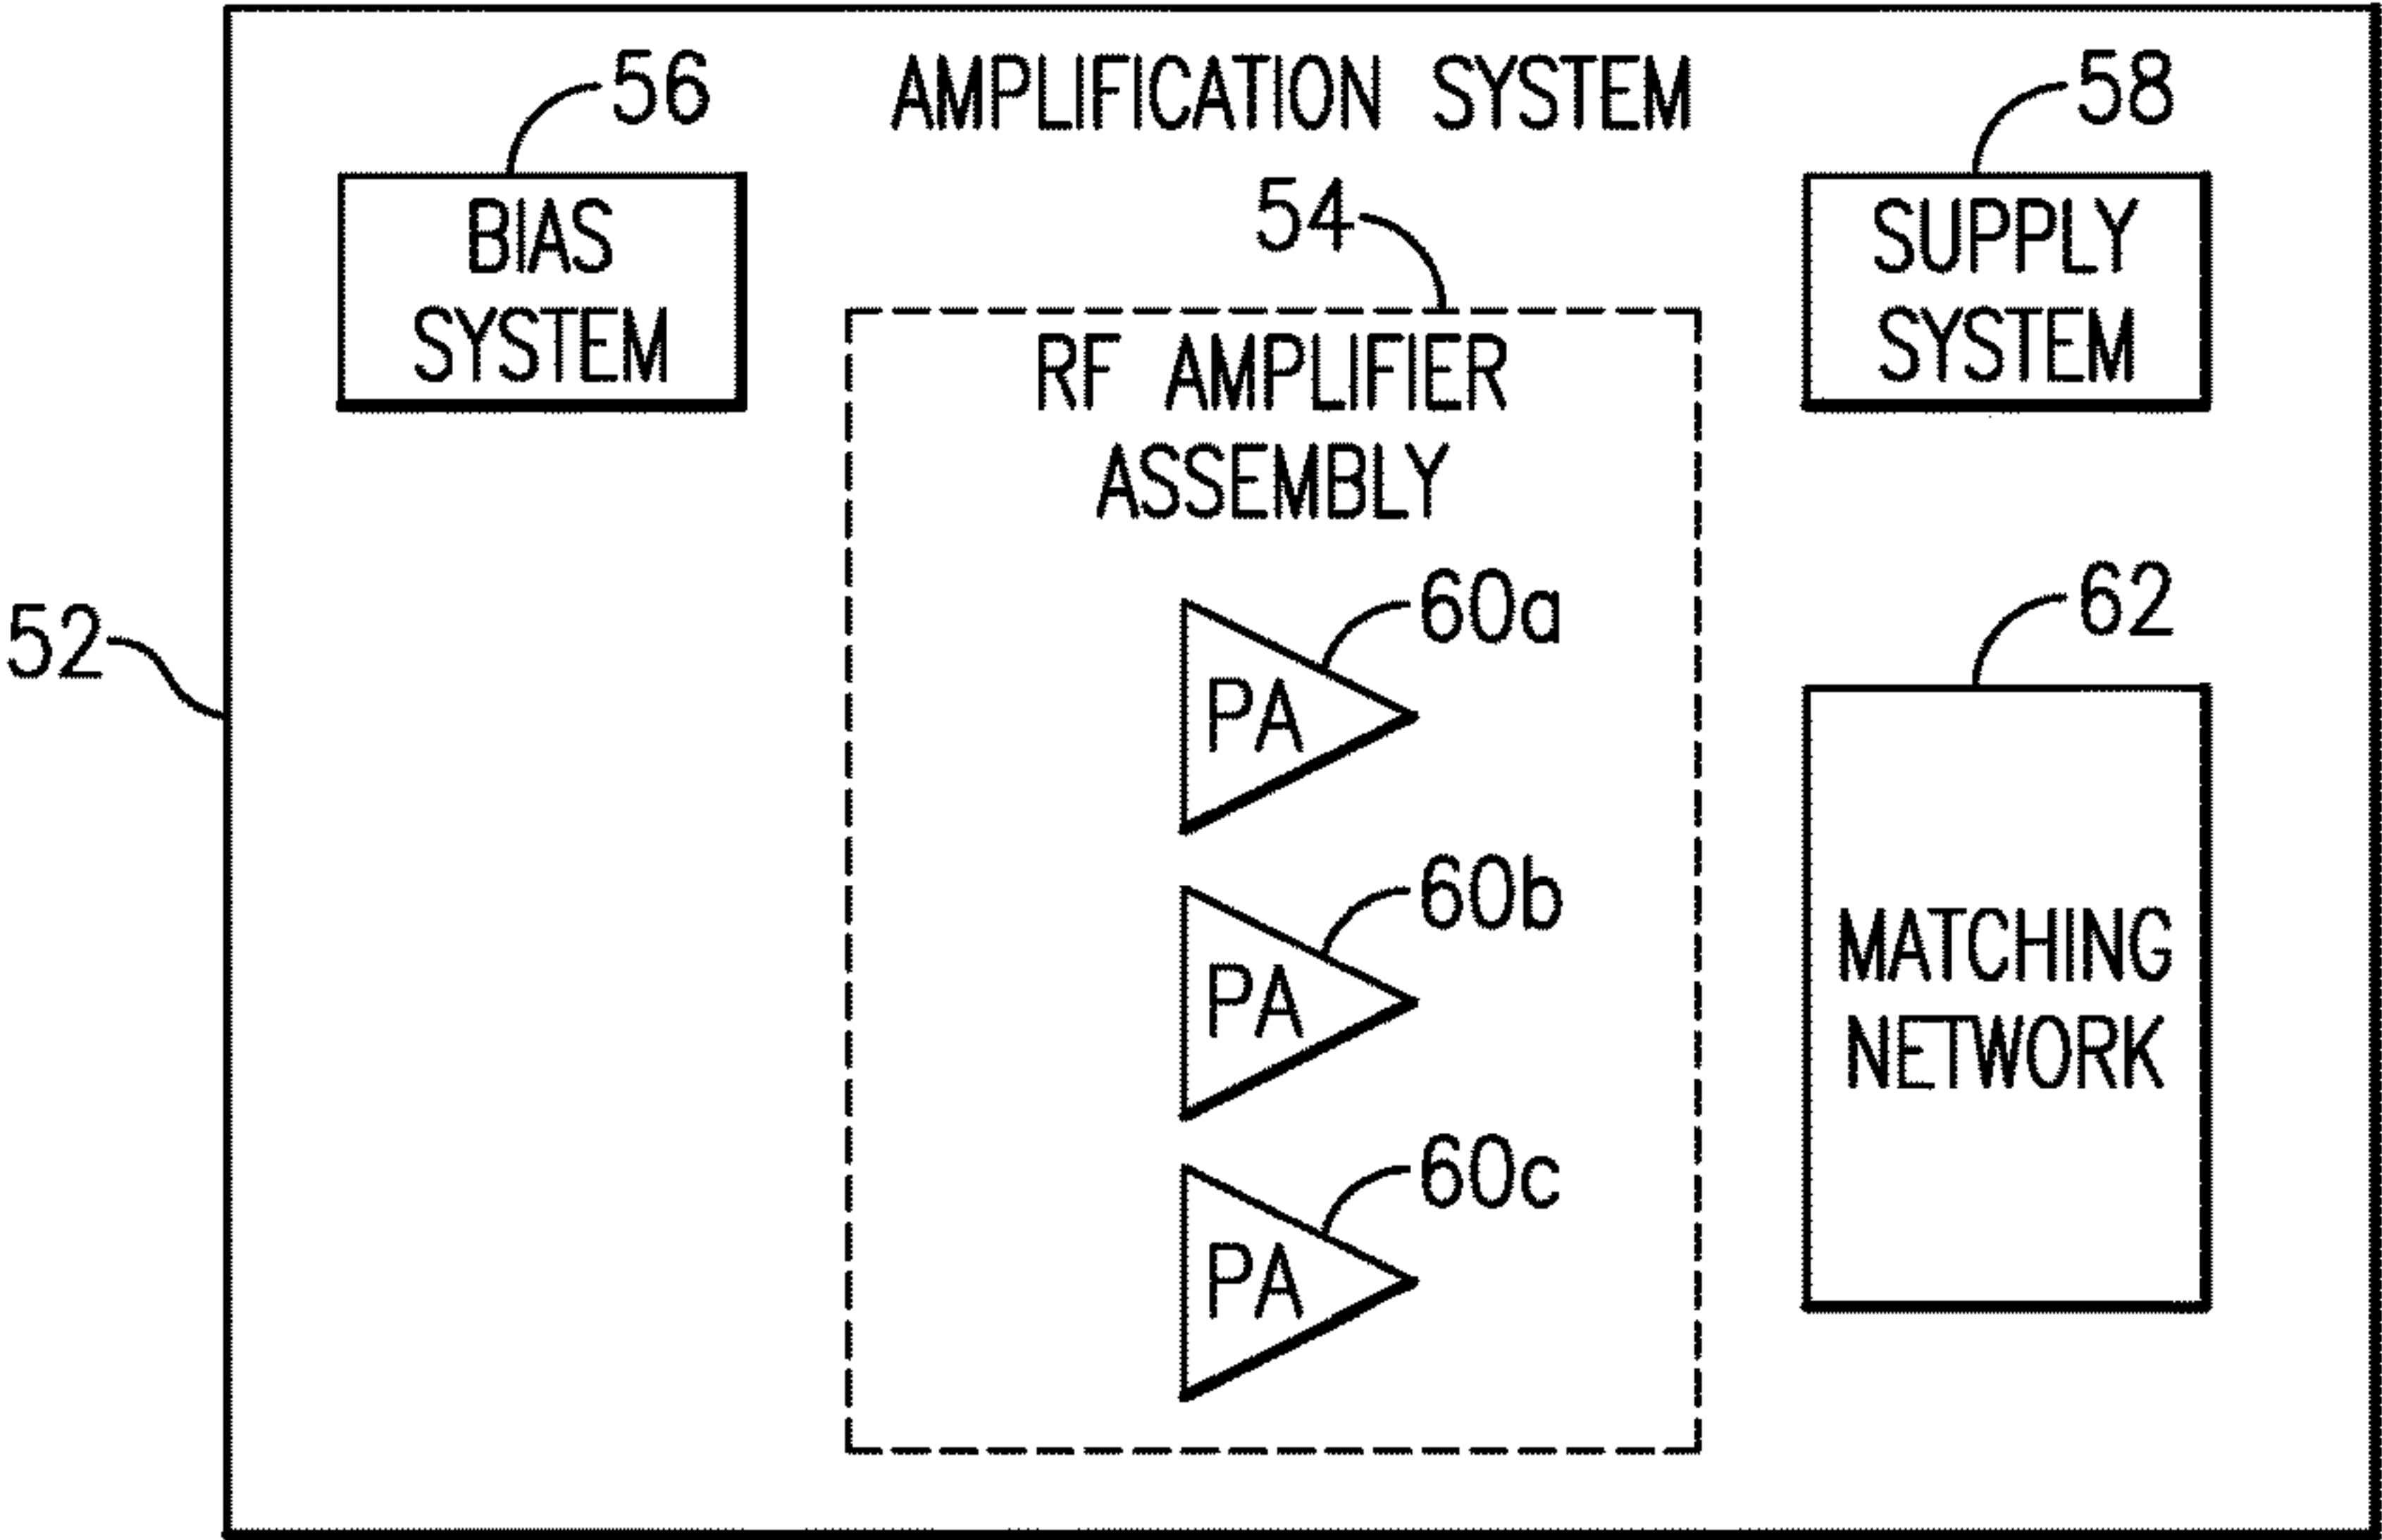 AMPLIFICATION SYSTEM
56
BIAS
SYSTEM
58
SUPPLY
SYSTEM
54
RF AMPLIFIER
ASSEMBLY
52
60a
PA
60b
PA
60c
PA
62
MATCHING
NETWORK